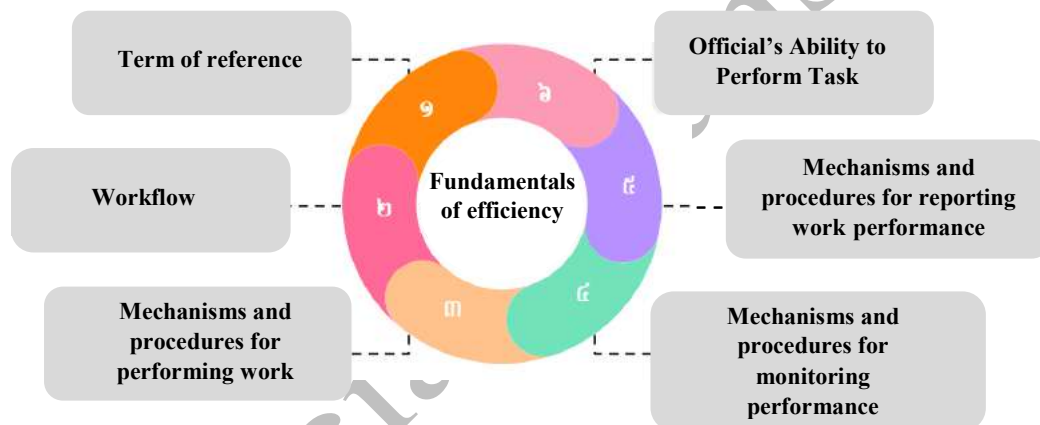 Term of reference
Workflow
Mechanisms and
procedures for
performing work
Fundamentals
of efficiency
១
២
៣
៤
៥
៦
Official's Ability to
Perform Task
Mechanisms and
procedures for reporting
work performance
Mechanisms and
procedures for
monitoring
performance